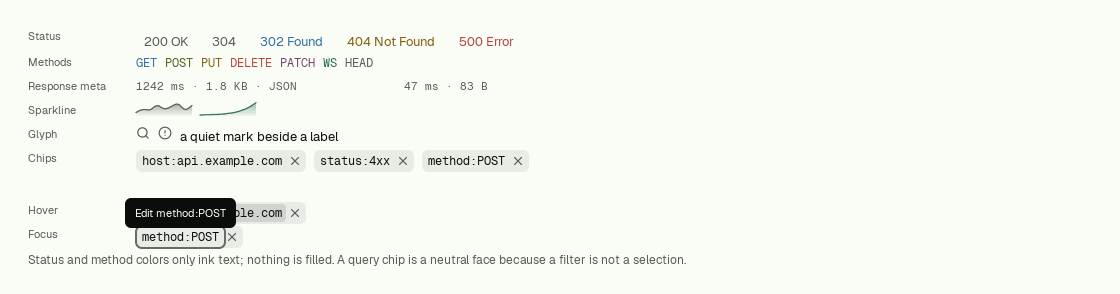 Status 200 OK 304 302 Found 404 Not Found 500 Error
Methods GET POST PUT DELETE PATCH WS HEAD
Response meta 1242 ms · 1.8 KB · JSON 47 ms · 83 B
Sparkline
Glyph a quiet mark beside a label
Chips host:api.example.com status:4xx method:POST
Hover Edit method:POST ple.com
Focus method:POST
Status and method colors only ink text; nothing is filled. A query chip is a neutral face because a filter is not a selection.